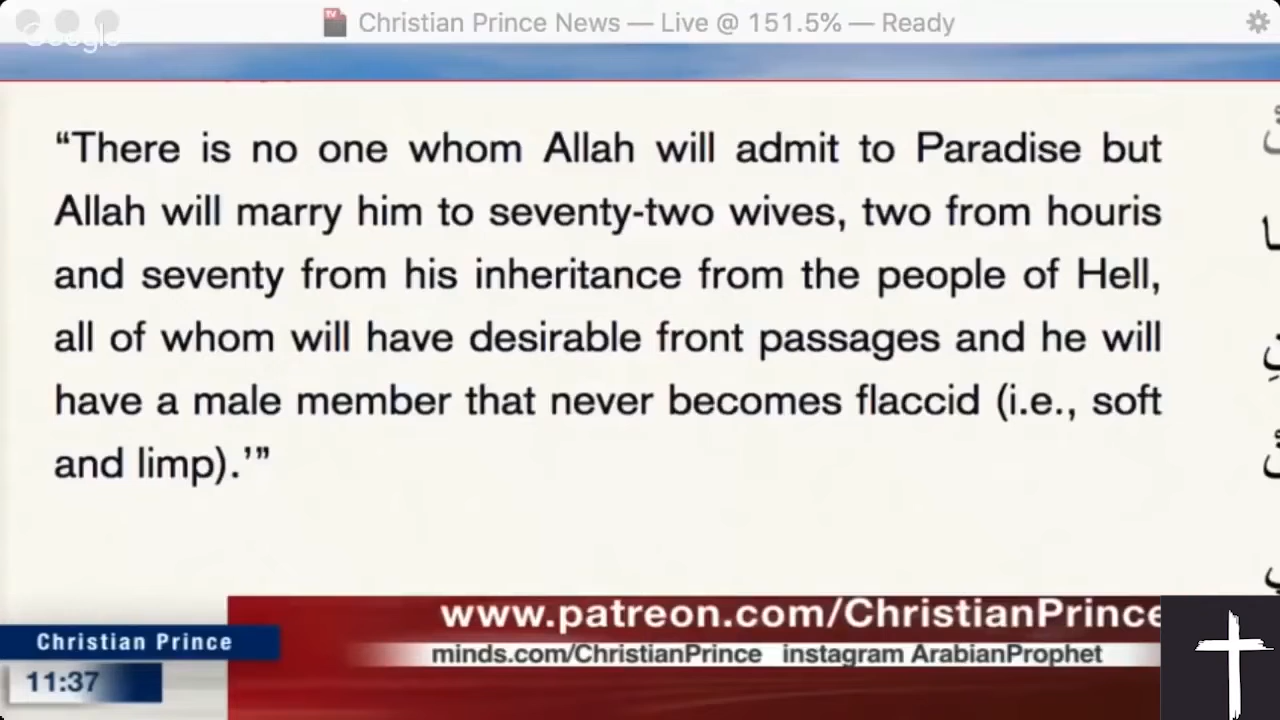 Christian Prince News — Live @ 151.5% — Ready
Google
“There is no one whom Allah will admit to Paradise but
Allah will marry him to seventy-two wives, two from houris
and seventy from his inheritance from the people of Hell,
all of whom will have desirable front passages and he will
have a male member that never becomes flaccid (i.e., soft
and limp).’”
www.patreon.com/ChristianPrince
Christian Prince
minds.com/ChristianPrince instagram ArabianProphet
11:37